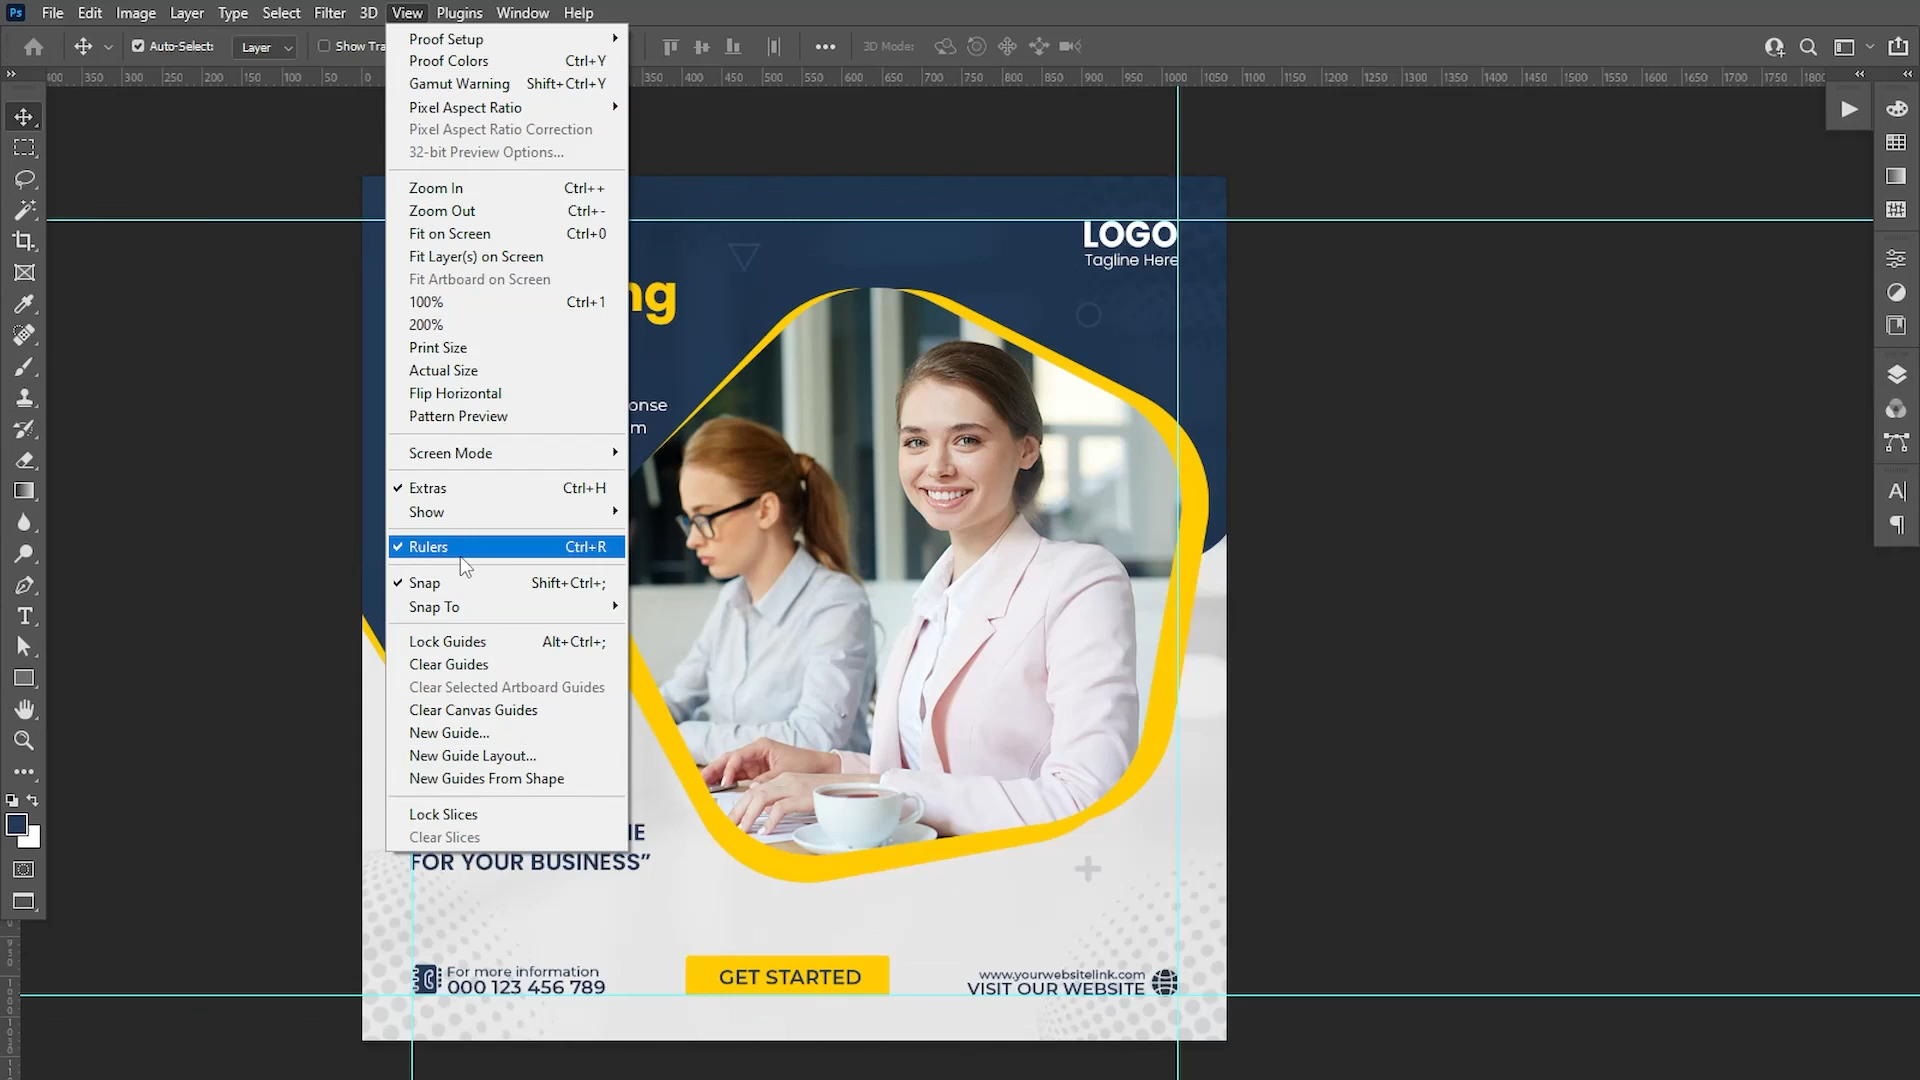 Ps File Edit Image Layer Type Select Filter 3D View Plugins Window Help
Auto-Select: Layer Show Tra 3D Mode:
400 350 300 250 200 150 100 50 0 350 400 450 500 550 600 650 700 750 800 850 900 950 1000 1050 1100 1150 1200 1250 1300 1350 1400 1450 1500 1550 1600 1650 1700 1750 1800
Proof Setup
Proof Colors Ctrl+Y
Gamut Warning Shift+Ctrl+Y
Pixel Aspect Ratio
Pixel Aspect Ratio Correction
32-bit Preview Options...
Zoom In Ctrl++
Zoom Out Ctrl+-
Fit on Screen Ctrl+0
Fit Layer(s) on Screen
Fit Artboard on Screen
100% Ctrl+1
200%
Print Size
Actual Size
Flip Horizontal
Pattern Preview
Screen Mode
Extras Ctrl+H
Show
Rulers Ctrl+R
Snap Shift+Ctrl+;
Snap To
Lock Guides Alt+Ctrl+;
Clear Guides
Clear Selected Artboard Guides
Clear Canvas Guides
New Guide...
New Guide Layout...
New Guides From Shape
Lock Slices
Clear Slices
LOGO
Tagline Here
ng
onse
m
IE
FOR YOUR BUSINESS”
For more information
000 123 456 789
GET STARTED
www.yourwebsitelink.com
VISIT OUR WEBSITE